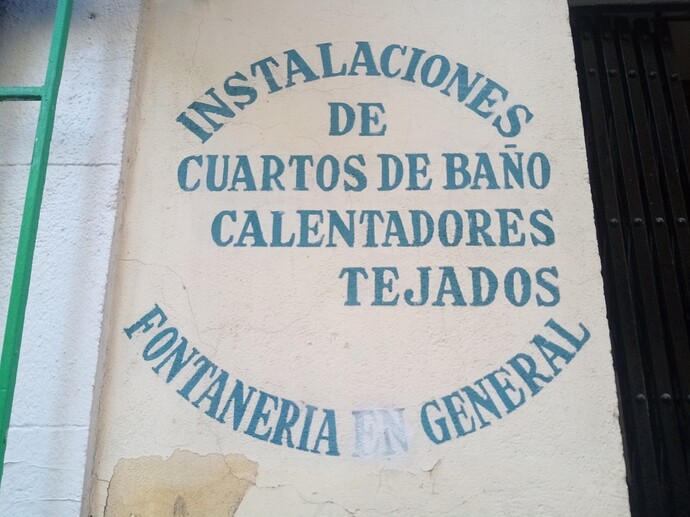 INSTALACIONES
DE
CUARTOS DE BAÑO
CALENTADORES
TEJADOS
FONTANERIA EN GENERAL